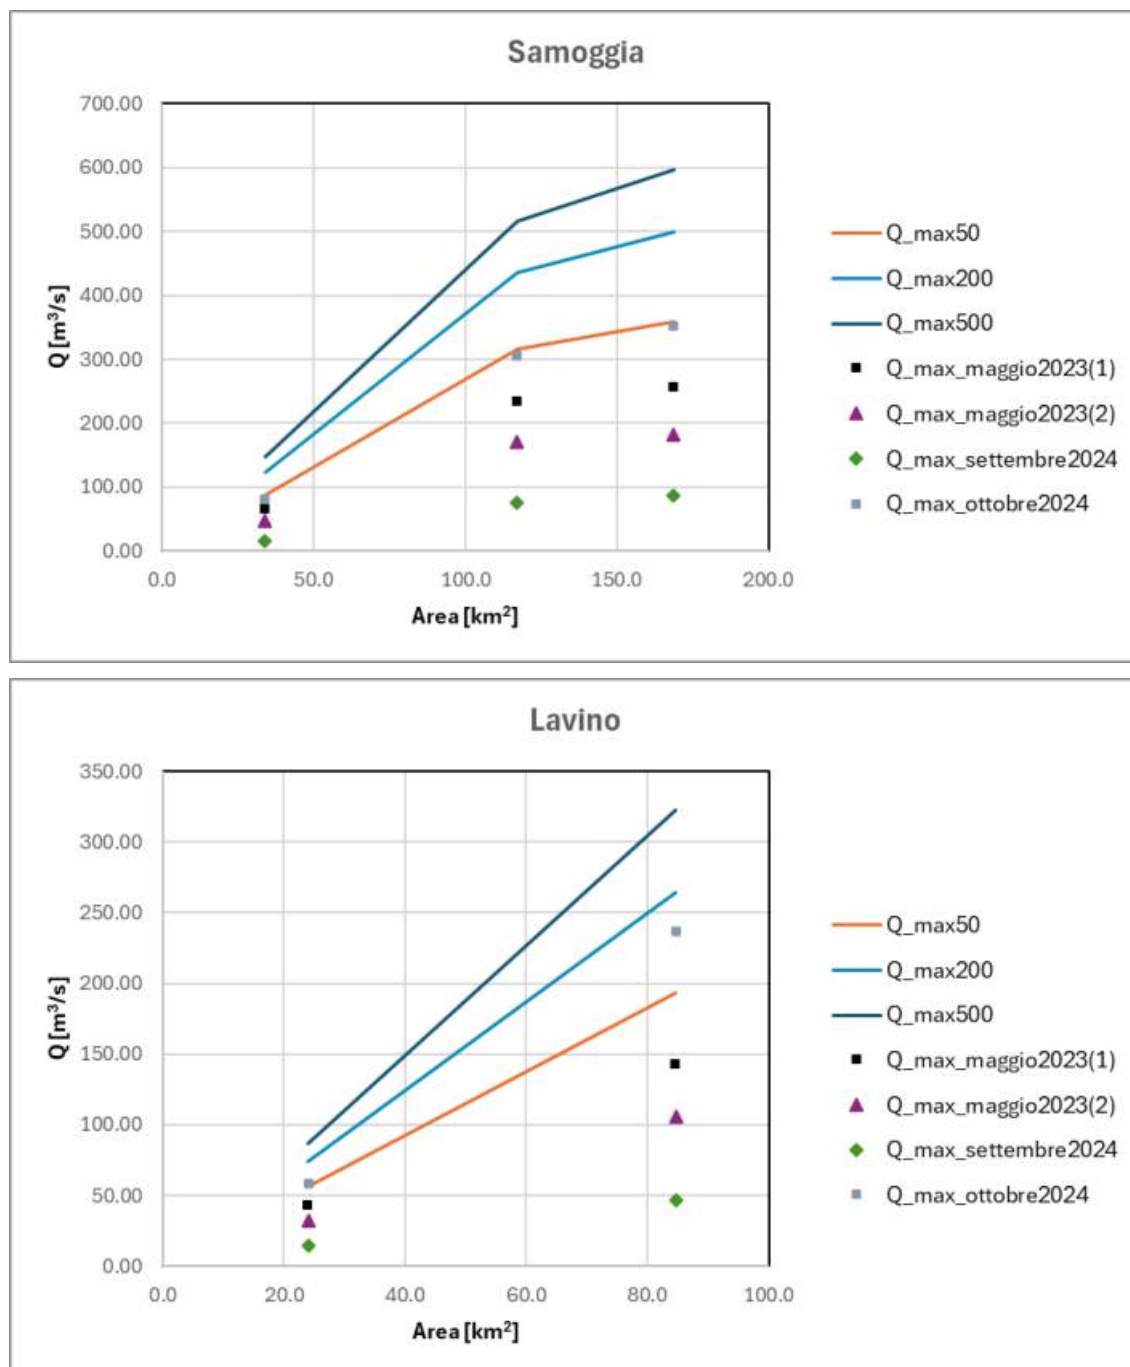 Samoggia
700.00
600.00
500.00
400.00
300.00
200.00
100.00
0.00
Q [m³/s]
0.0 50.0 100.0 150.0 200.0
Area [km²]
Q_max50
Q_max200
Q_max500
Q_max_maggio2023(1)
Q_max_maggio2023(2)
Q_max_settembre2024
Q_max_ottobre2024
Lavino
350.00
300.00
250.00
200.00
150.00
100.00
50.00
0.00
Q [m³/s]
0.0 20.0 40.0 60.0 80.0 100.0
Area [km²]
Q_max50
Q_max200
Q_max500
Q_max_maggio2023(1)
Q_max_maggio2023(2)
Q_max_settembre2024
Q_max_ottobre2024